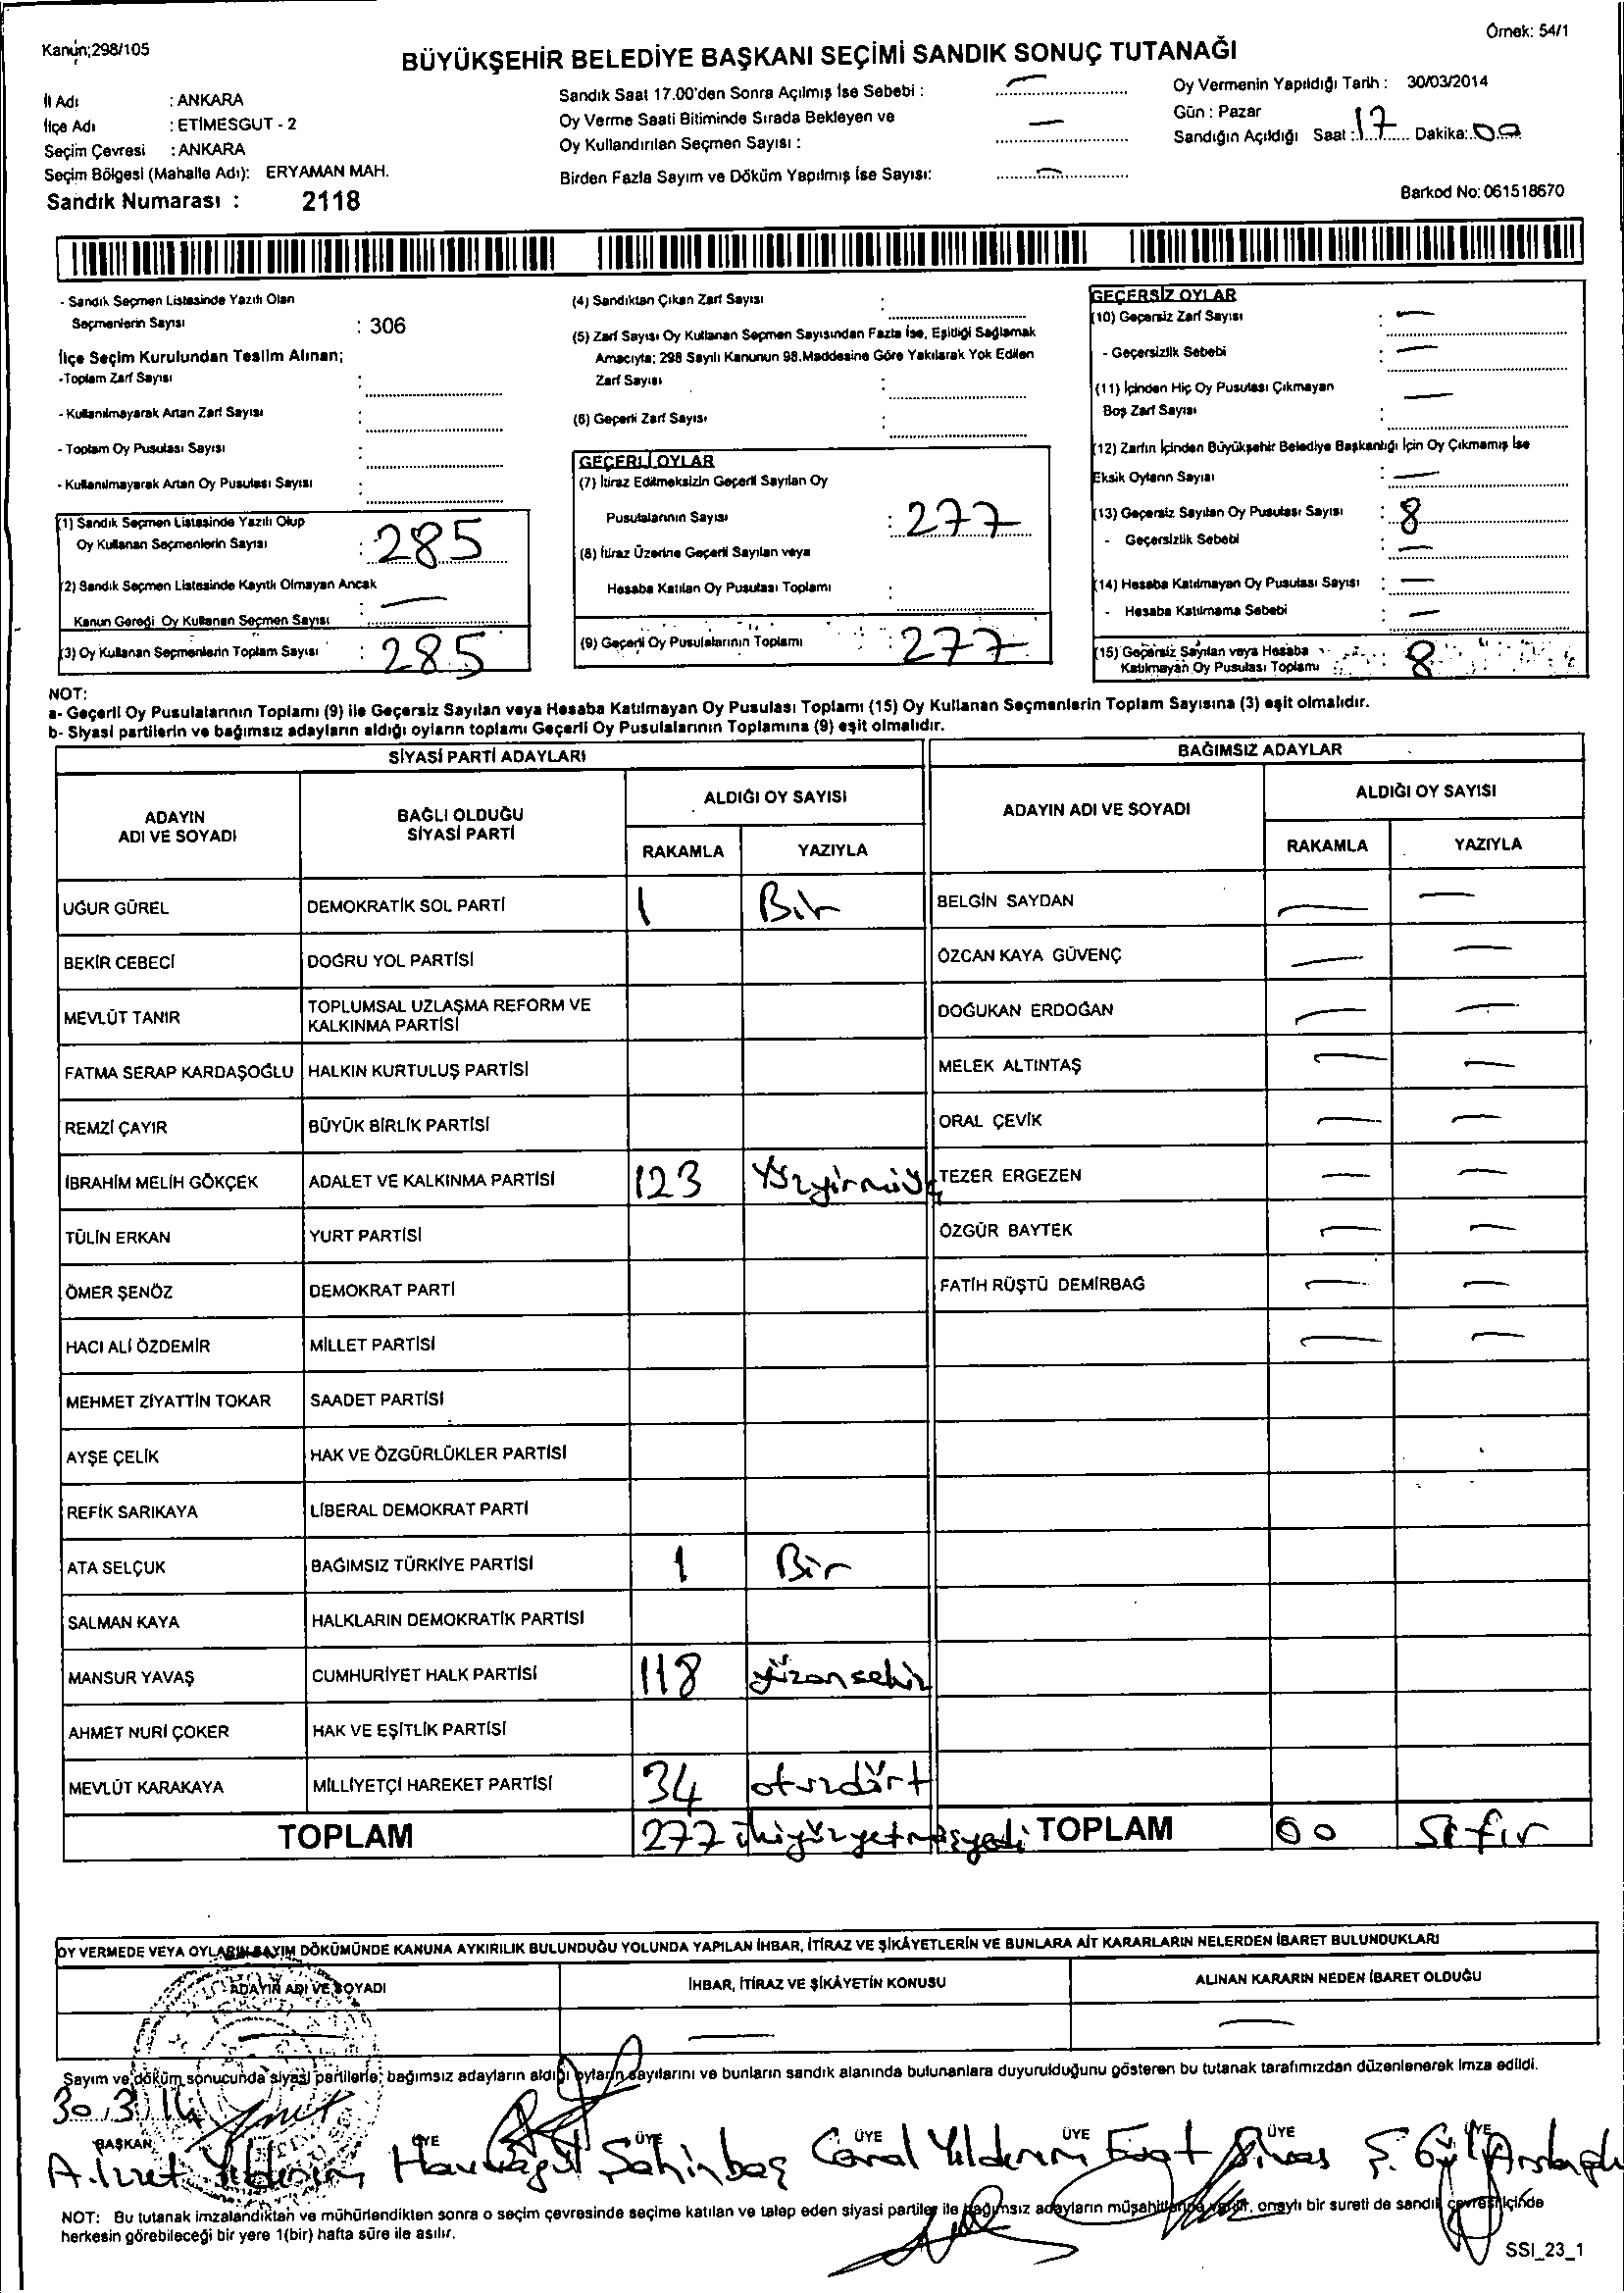 Kanun;298/105
Örnek: 54/1
BÜYÜKŞEHİR BELEDİYE BAŞKANI SEÇİMİ SANDIK SONUÇ TUTANAĞI
İl Adı : ANKARA
İlçe Adı : ETİMESGUT - 2
Seçim Çevresi : ANKARA
Seçim Bölgesi (Mahalle Adı): ERYAMAN MAH.
Sandık Numarası : 2118
Sandık Saat 17.00'den Sonra Açılmış İse Sebebi : —
Oy Verme Saati Bitiminde Sırada Bekleyen ve
Oy Kullandırılan Seçmen Sayısı : —
Birden Fazla Sayım ve Döküm Yapılmış İse Sayısı: —
Oy Vermenin Yapıldığı Tarih : 30/03/2014
Gün : Pazar
Sandığın Açıldığı Saat : 17 Dakika: 00
Barkod No: 061518670
- Sandık Seçmen Listesinde Yazılı Olan
Seçmenlerin Sayısı : 306
İlçe Seçim Kurulundan Teslim Alınan;
-Toplam Zarf Sayısı :
- Kullanılmayarak Artan Zarf Sayısı :
- Toplam Oy Pusulası Sayısı :
- Kullanılmayarak Artan Oy Pusulası Sayısı :
(1) Sandık Seçmen Listesinde Yazılı Olup
Oy Kullanan Seçmenlerin Sayısı : 285
(2) Sandık Seçmen Listesinde Kayıtlı Olmayan Ancak
Kanun Gereği Oy Kullanan Seçmen Sayısı : —
(3) Oy Kullanan Seçmenlerin Toplam Sayısı : 285
(4) Sandıktan Çıkan Zarf Sayısı :
(5) Zarf Sayısı Oy Kullanan Seçmen Sayısından Fazla İse, Eşitliği Sağlamak
Amacıyla; 298 Sayılı Kanunun 98.Maddesine Göre Yakılarak Yok Edilen
Zarf Sayısı :
(6) Geçerli Zarf Sayısı :
GEÇERLİ OYLAR
(7) İtiraz Edilmeksizin Geçerli Sayılan Oy
Pusulalarının Sayısı : 277
(8) İtiraz Üzerine Geçerli Sayılan veya
Hesaba Katılan Oy Pusulası Toplamı :
(9) Geçerli Oy Pusulalarının Toplamı : 277
GEÇERSİZ OYLAR
(10) Geçersiz Zarf Sayısı : —
- Geçersizlik Sebebi : —
(11) İçinden Hiç Oy Pusulası Çıkmayan
Boş Zarf Sayısı : —
(12) Zarfın İçinden Büyükşehir Belediye Başkanlığı İçin Oy Çıkmamış İse
Eksik Oyların Sayısı : —
(13) Geçersiz Sayılan Oy Pusulası Sayısı : 8
- Geçersizlik Sebebi : —
(14) Hesaba Katılmayan Oy Pusulası Sayısı : —
- Hesaba Katılmama Sebebi : —
(15) Geçersiz Sayılan veya Hesaba
Katılmayan Oy Pusulası Toplamı : 8
NOT:
a- Geçerli Oy Pusulalarının Toplamı (9) ile Geçersiz Sayılan veya Hesaba Katılmayan Oy Pusulası Toplamı (15) Oy Kullanan Seçmenlerin Toplam Sayısına (3) eşit olmalıdır.
b- Siyasi partilerin ve bağımsız adayların aldığı oyların toplamı Geçerli Oy Pusulalarının Toplamına (9) eşit olmalıdır.
SİYASİ PARTİ ADAYLARI
ADAYIN ADI VE SOYADI BAĞLI OLDUĞU SİYASİ PARTİ ALDIĞI OY SAYISI
RAKAMLA YAZIYLA
UĞUR GÜREL DEMOKRATİK SOL PARTİ 1 Bir
BEKİR CEBECİ DOĞRU YOL PARTİSİ
MEVLÜT TANIR TOPLUMSAL UZLAŞMA REFORM VE KALKINMA PARTİSİ
FATMA SERAP KARDAŞOĞLU HALKIN KURTULUŞ PARTİSİ
REMZİ ÇAYIR BÜYÜK BİRLİK PARTİSİ
İBRAHİM MELİH GÖKÇEK ADALET VE KALKINMA PARTİSİ 123 Yüzyirmiüç
TÜLİN ERKAN YURT PARTİSİ
ÖMER ŞENÖZ DEMOKRAT PARTİ
HACI ALİ ÖZDEMİR MİLLET PARTİSİ
MEHMET ZİYATTİN TOKAR SAADET PARTİSİ
AYŞE ÇELİK HAK VE ÖZGÜRLÜKLER PARTİSİ
REFİK SARIKAYA LİBERAL DEMOKRAT PARTİ
ATA SELÇUK BAĞIMSIZ TÜRKİYE PARTİSİ 1 Bir
SALMAN KAYA HALKLARIN DEMOKRATİK PARTİSİ
MANSUR YAVAŞ CUMHURİYET HALK PARTİSİ 118 yüzonsekiz
AHMET NURİ ÇOKER HAK VE EŞİTLİK PARTİSİ
MEVLÜT KARAKAYA MİLLİYETÇİ HAREKET PARTİSİ 34 otuzdört
TOPLAM 277 ikiyüzyetmişyedi
BAĞIMSIZ ADAYLAR
ADAYIN ADI VE SOYADI ALDIĞI OY SAYISI
RAKAMLA YAZIYLA
BELGİN SAYDAN — —
ÖZCAN KAYA GÜVENÇ — —
DOĞUKAN ERDOĞAN — —
MELEK ALTINTAŞ — —
ORAL ÇEVİK — —
TEZER ERGEZEN — —
ÖZGÜR BAYTEK — —
FATİH RÜŞTÜ DEMİRBAĞ — —
— —
TOPLAM 00 Sıfır
OY VERMEDE VEYA OYLARIN SAYIM DÖKÜMÜNDE KANUNA AYKIRILIK BULUNDUĞU YOLUNDA YAPILAN İHBAR, İTİRAZ VE ŞİKÂYETLERİN VE BUNLARA AİT KARARLARIN NELERDEN İBARET BULUNDUKLARI
ADAYIN ADI VE SOYADI İHBAR, İTİRAZ VE ŞİKÂYETİN KONUSU ALINAN KARARIN NEDEN İBARET OLDUĞU
— — —
Sayım ve döküm sonucunda siyasi partilerle, bağımsız adayların aldığı oyların sayılarını ve bunların sandık alanında bulunanlara duyurulduğunu gösteren bu tutanak tarafımızdan düzenlenerek imza edildi.
30/3/14
BAŞKAN ÜYE ÜYE ÜYE ÜYE ÜYE ÜYE
A.İzzet Yıldırım Havvagül Şahinbaş Yıldırım Sivas Ş. Gül
NOT: Bu tutanak imzalandıktan ve mühürlendikten sonra o seçim çevresinde seçime katılan ve talep eden siyasi partiler ile bağımsız adayların müşahitlerine verilir, onaylı bir sureti de sandık çevresi içinde
herkesin görebileceği bir yere 1(bir) hafta süre ile asılır.
SSI_23_1